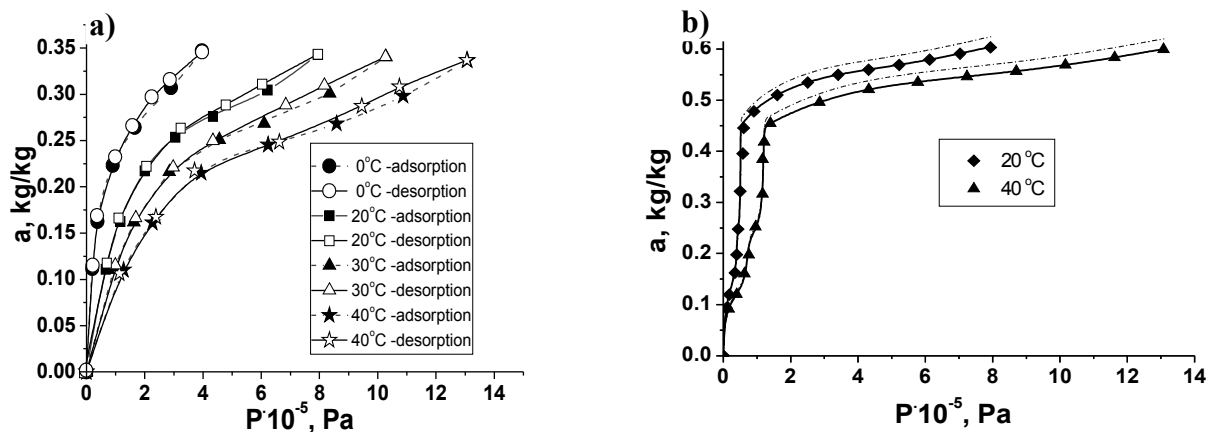 a)
a, kg/kg
0.35
0.30
0.25
0.20
0.15
0.10
0.05
0.00
0 2 4 6 8 10 12 14
P·10⁻⁵, Pa
0°C -adsorption
0°C -desorption
20°C -adsorption
20°C -desorption
30°C -adsorption
30°C -desorption
40°C -adsorption
40°C -desorption
b)
a, kg/kg
0.6
0.5
0.4
0.3
0.2
0.1
0.0
0 2 4 6 8 10 12 14
P·10⁻⁵, Pa
20 °C
40 °C